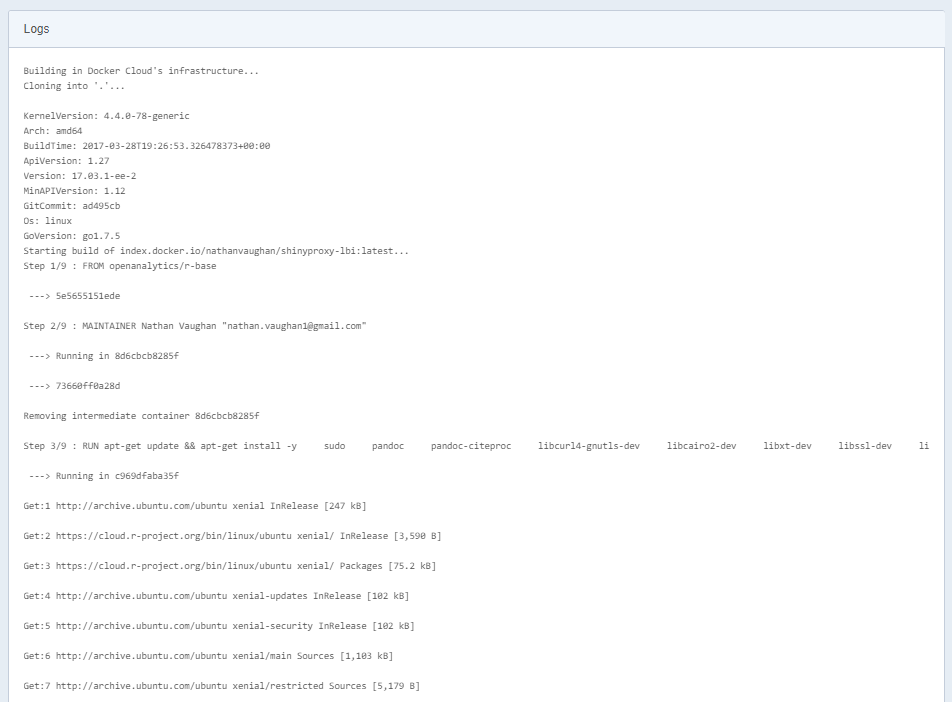 Logs
Building in Docker Cloud's infrastructure...
Cloning into '.'...
KernelVersion: 4.4.0-78-generic
Arch: amd64
BuildTime: 2017-03-28T19:26:53.326478373+00:00
ApiVersion: 1.27
Version: 17.03.1-ee-2
MinAPIVersion: 1.12
GitCommit: ad495cb
Os: linux
GoVersion: go1.7.5
Starting build of index.docker.io/nathanvaughan/shinyproxy-lbi:latest...
Step 1/9 : FROM openanalytics/r-base
---> 5e5655151ede
Step 2/9 : MAINTAINER Nathan Vaughan "nathan.vaughan1@gmail.com"
---> Running in 8d6cbcb8285f
---> 73660ff0a28d
Removing intermediate container 8d6cbcb8285f
Step 3/9 : RUN apt-get update && apt-get install -y     sudo     pandoc     pandoc-citeproc     libcurl4-gnutls-dev     libcairo2-dev     libxt-dev     libssl-dev     li
---> Running in c969dfaba35f
Get:1 http://archive.ubuntu.com/ubuntu xenial InRelease [247 kB]
Get:2 https://cloud.r-project.org/bin/linux/ubuntu xenial/ InRelease [3,590 B]
Get:3 https://cloud.r-project.org/bin/linux/ubuntu xenial/ Packages [75.2 kB]
Get:4 http://archive.ubuntu.com/ubuntu xenial-updates InRelease [102 kB]
Get:5 http://archive.ubuntu.com/ubuntu xenial-security InRelease [102 kB]
Get:6 http://archive.ubuntu.com/ubuntu xenial/main Sources [1,103 kB]
Get:7 http://archive.ubuntu.com/ubuntu xenial/restricted Sources [5,179 B]